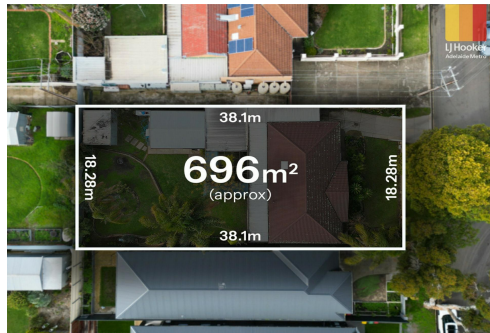 LJ Hooker
Adelaide Metro
38.1m
18.28m
696m²
(approx)
18.28m
38.1m